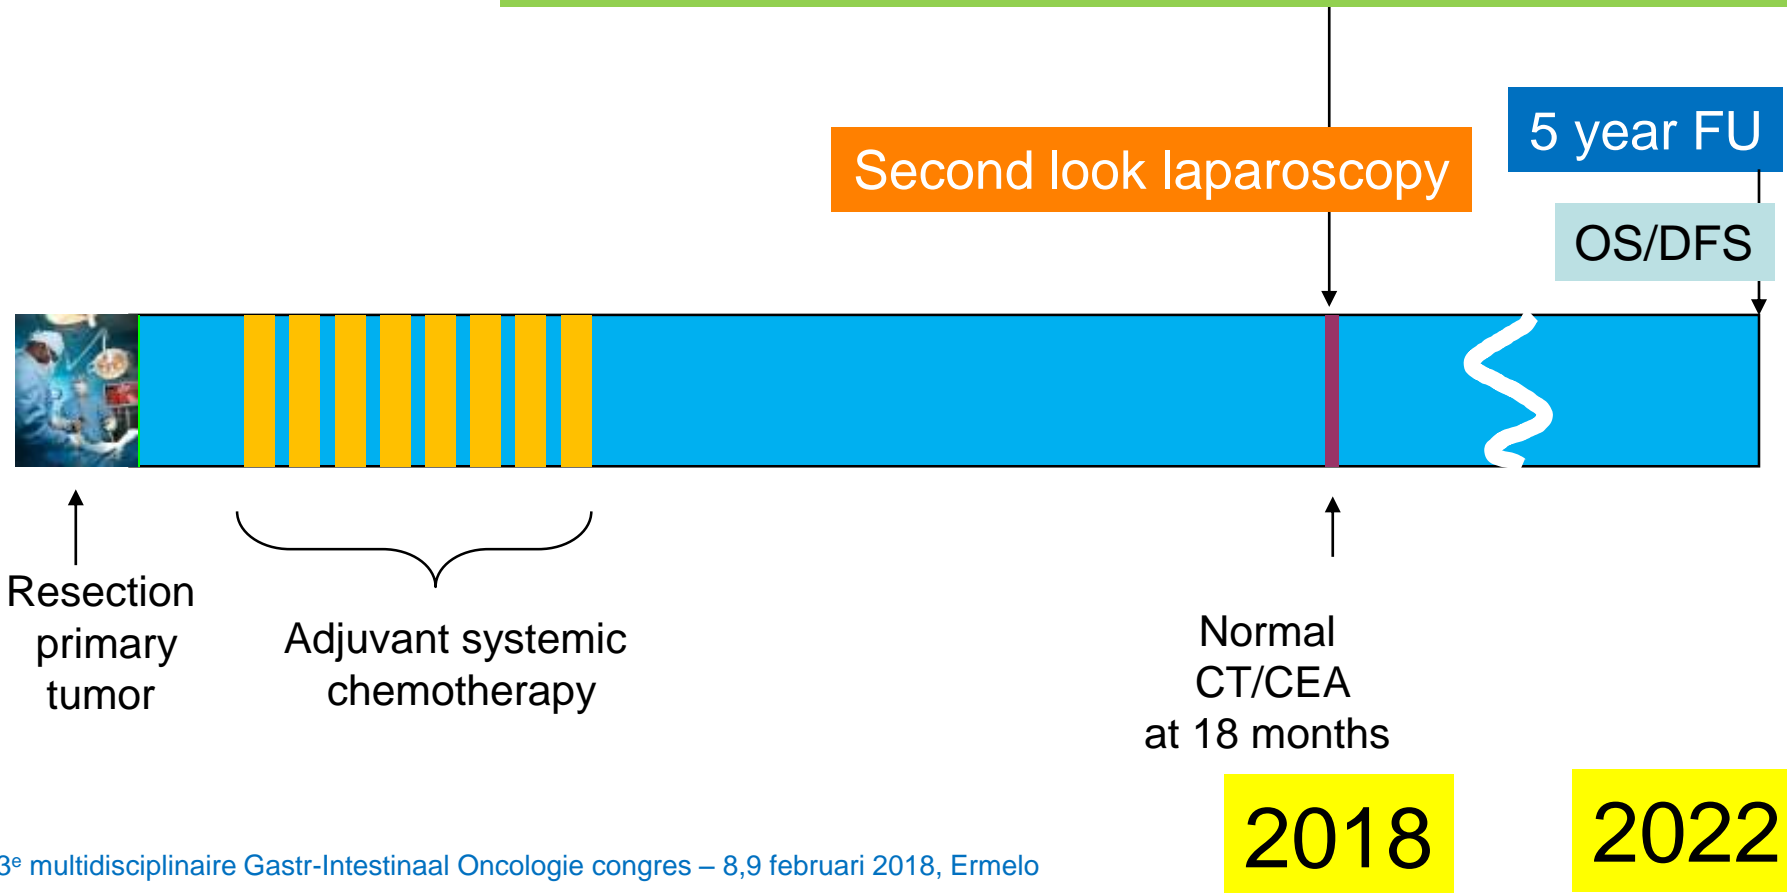 5 year FU
Second look laparoscopy
OS/DFS
Resection
primary
tumor
Adjuvant systemic
chemotherapy
Normal
CT/CEA
at 18 months
2018
2022
3e multidisciplinaire Gastr-Intestinaal Oncologie congres – 8,9 februari 2018, Ermelo